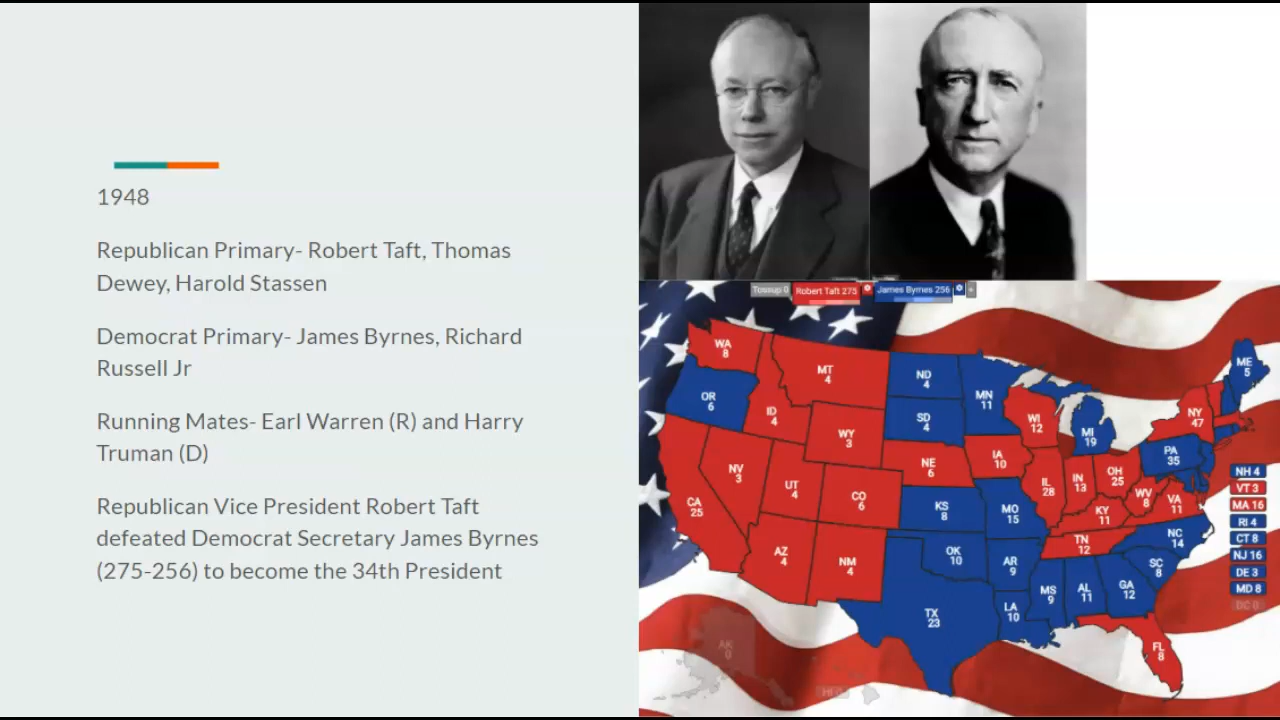 1948
Republican Primary- Robert Taft, Thomas
Dewey, Harold Stassen
Democrat Primary- James Byrnes, Richard
Russell Jr
Running Mates- Earl Warren (R) and Harry
Truman (D)
Republican Vice President Robert Taft
defeated Democrat Secretary James Byrnes
(275-256) to become the 34th President
Tossup 0 Robert Taft 275 James Byrnes 256
WA
8
MT
4
ND
4
MN
11
ME
5
OR
6
ID
4
SD
4
WI
12
MI
19
NY
47
WY
3
NE
6
IA
10
PA
35
NV
3
UT
4
CO
6
IL
28
IN
13
OH
25
WV
8
VA
11
CA
25
KS
8
MO
15
KY
11
AZ
4
NM
4
OK
10
AR
9
TN
12
NC
14
SC
8
TX
23
LA
10
MS
9
AL
11
GA
12
FL
8
AK
0
HI 0
NH 4
VT 3
MA 16
RI 4
CT 8
NJ 16
DE 3
MD 8
DC 0